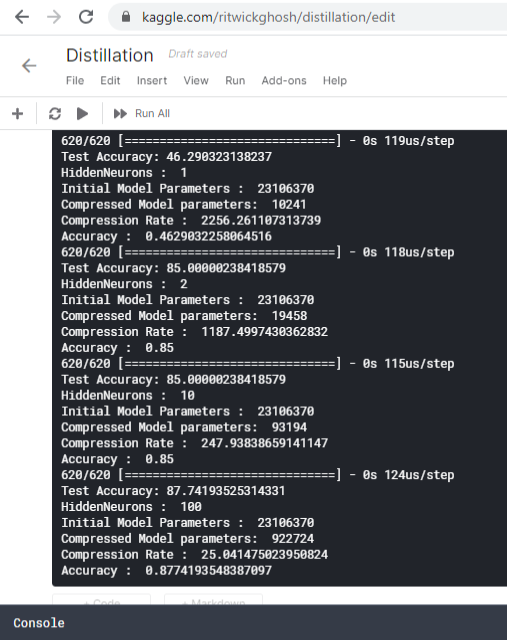 kaggle.com/ritwickghosh/distillation/edit
Distillation Draft saved
File Edit Insert View Run Add-ons Help
Run All
620/620 [==============================] - 0s 119us/step
Test Accuracy: 46.290323138237
HiddenNeurons :  1
Initial Model Parameters :  23106370
Compressed Model parameters:  10241
Compression Rate :  2256.261107313739
Accuracy :  0.4629032258064516
620/620 [==============================] - 0s 118us/step
Test Accuracy: 85.00000238418579
HiddenNeurons :  2
Initial Model Parameters :  23106370
Compressed Model parameters:  19458
Compression Rate :  1187.4997430362832
Accuracy :  0.85
620/620 [==============================] - 0s 115us/step
Test Accuracy: 85.00000238418579
HiddenNeurons :  10
Initial Model Parameters :  23106370
Compressed Model parameters:  93194
Compression Rate :  247.93838659141147
Accuracy :  0.85
620/620 [==============================] - 0s 124us/step
Test Accuracy: 87.74193525314331
HiddenNeurons :  100
Initial Model Parameters :  23106370
Compressed Model parameters:  922724
Compression Rate :  25.041475023950824
Accuracy :  0.8774193548387097
+ Code + Markdown
Console